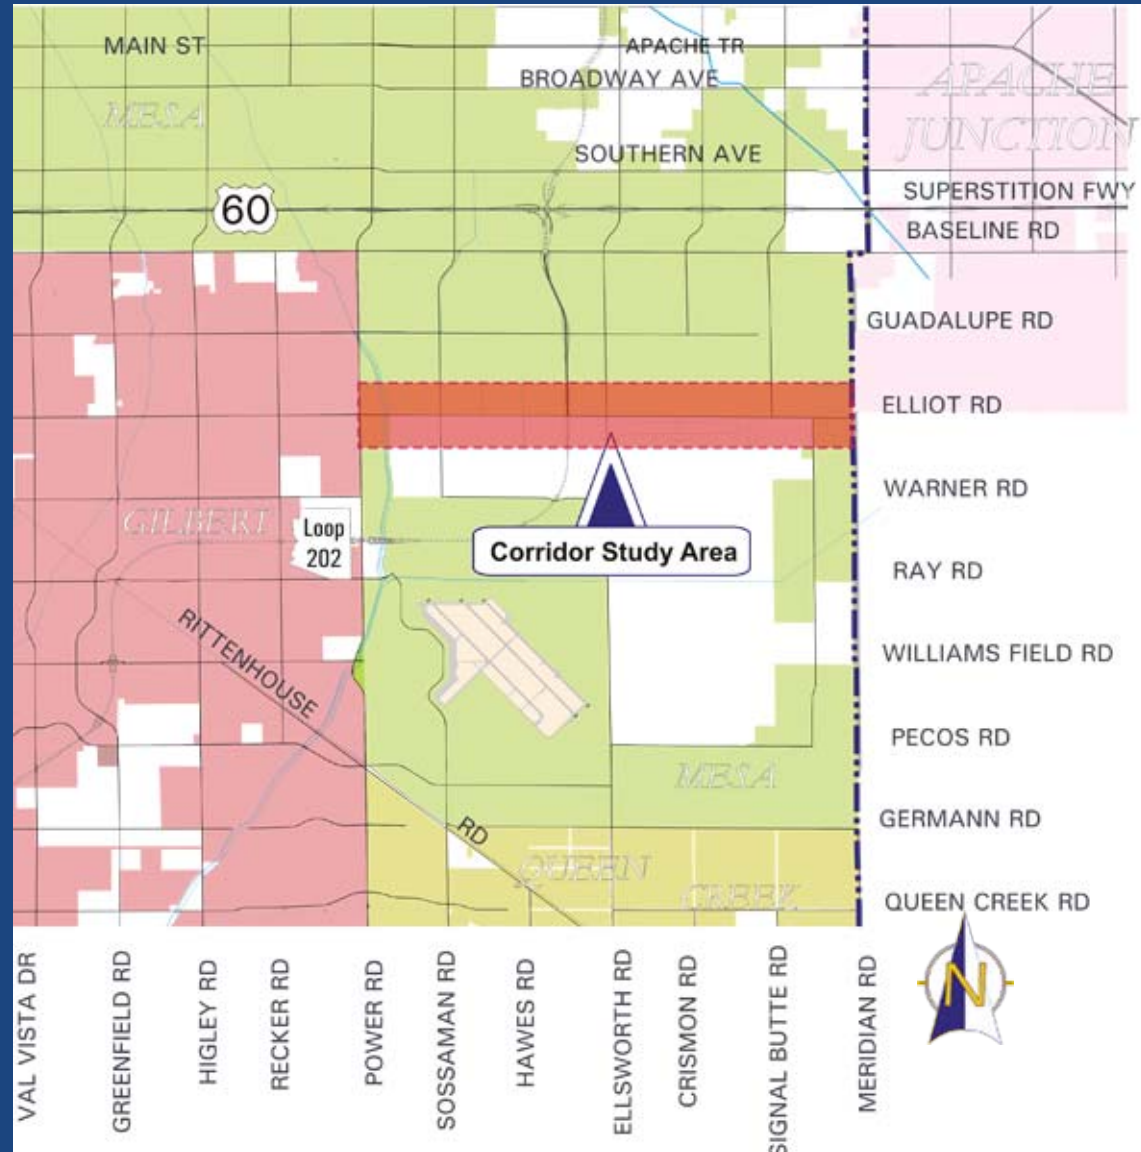 MAIN ST
APACHE TR
BROADWAY AVE
APACHE
JUNCTION
MESA
SOUTHERN AVE
SUPERSTITION FWY
60
BASELINE RD
GUADALUPE RD
ELLIOT RD
WARNER RD
GILBERT
Loop
202
Corridor Study Area
RAY RD
RITTENHOUSE
WILLIAMS FIELD RD
PECOS RD
MESA
GERMANN RD
RD
QUEEN
CREEK
QUEEN CREEK RD
VAL VISTA DR
GREENFIELD RD
HIGLEY RD
RECKER RD
POWER RD
SOSSAMAN RD
HAWES RD
ELLSWORTH RD
CRISMON RD
SIGNAL BUTTE RD
MERIDIAN RD
N